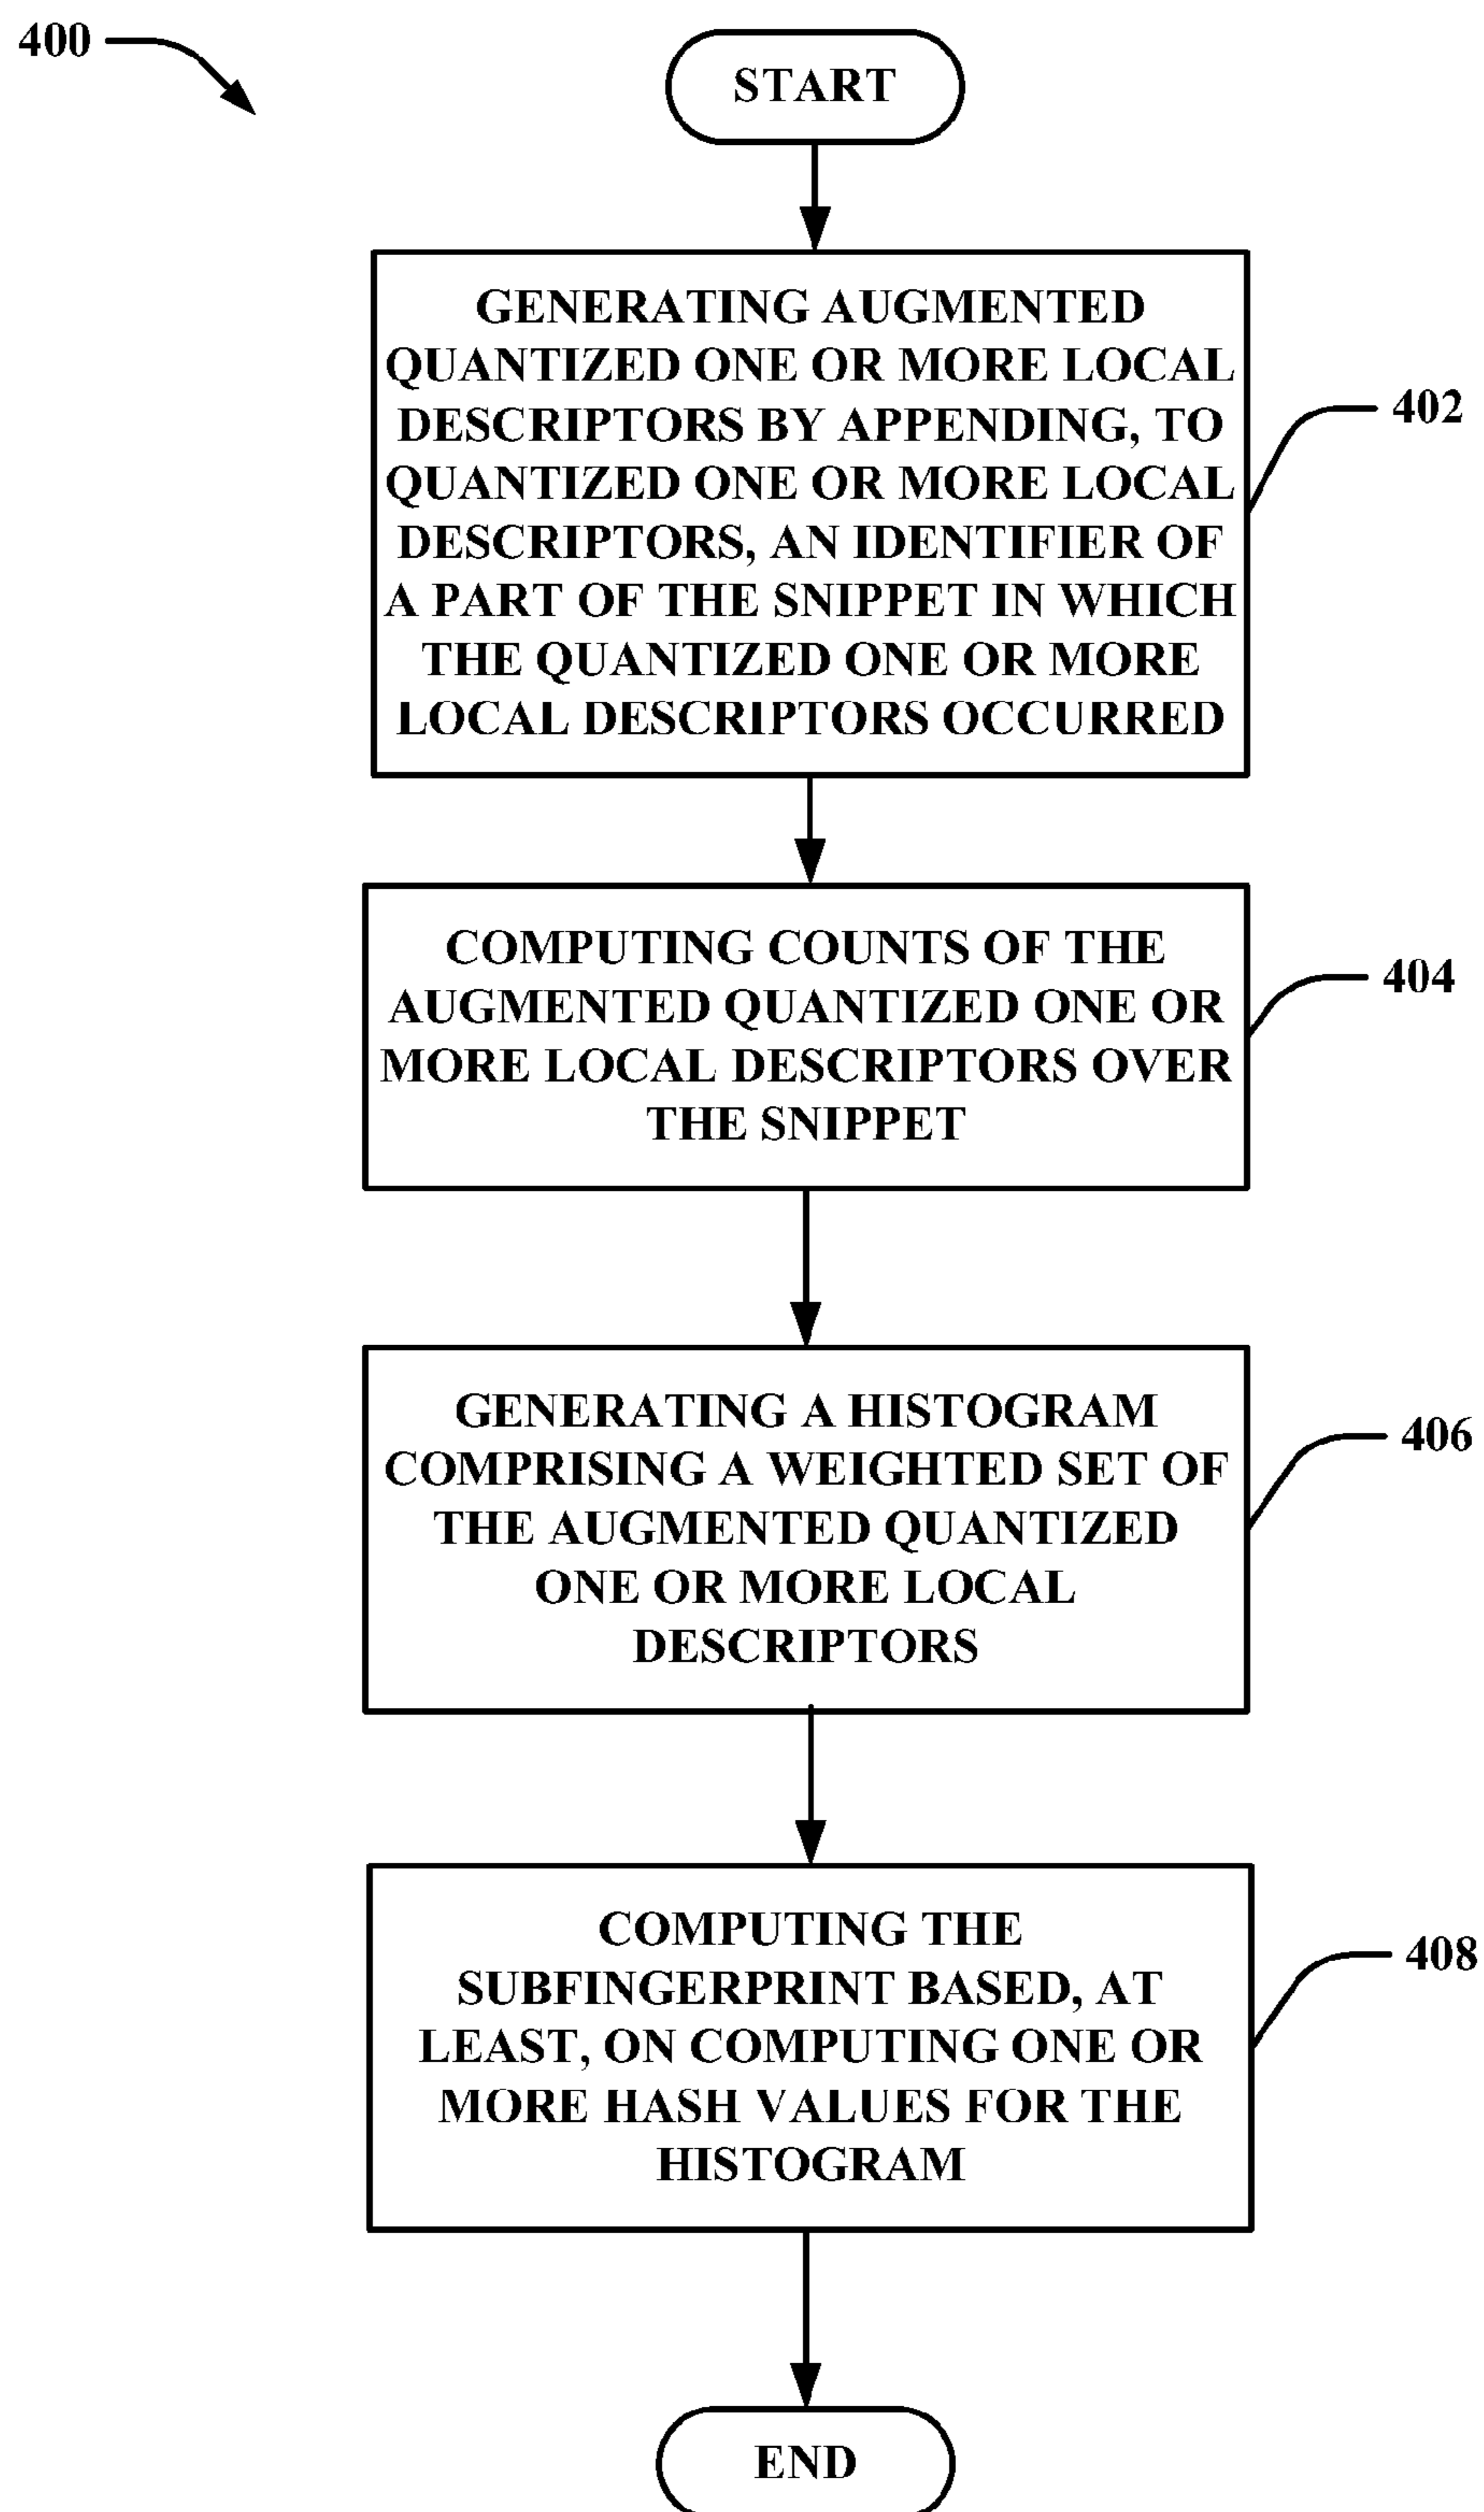 400
START
GENERATING AUGMENTED
QUANTIZED ONE OR MORE LOCAL
DESCRIPTORS BY APPENDING, TO
QUANTIZED ONE OR MORE LOCAL
DESCRIPTORS, AN IDENTIFIER OF
A PART OF THE SNIPPET IN WHICH
THE QUANTIZED ONE OR MORE
LOCAL DESCRIPTORS OCCURRED
402
COMPUTING COUNTS OF THE
AUGMENTED QUANTIZED ONE OR
MORE LOCAL DESCRIPTORS OVER
THE SNIPPET
404
GENERATING A HISTOGRAM
COMPRISING A WEIGHTED SET OF
THE AUGMENTED QUANTIZED
ONE OR MORE LOCAL
DESCRIPTORS
406
COMPUTING THE
SUBFINGERPRINT BASED, AT
LEAST, ON COMPUTING ONE OR
MORE HASH VALUES FOR THE
HISTOGRAM
408
END